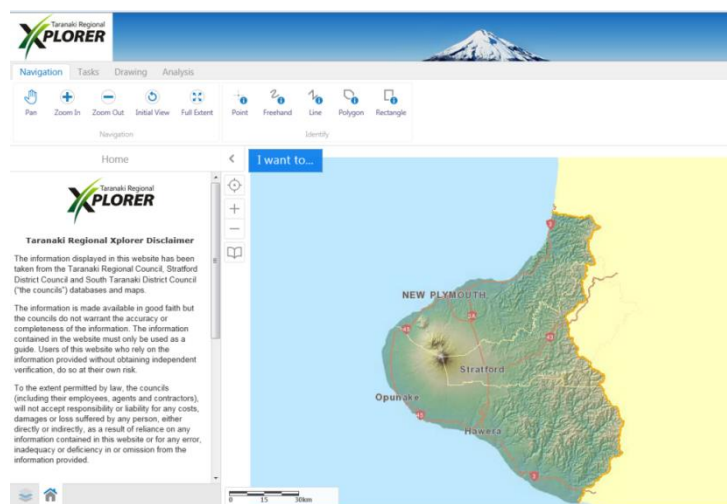 Taranaki Regional
XPLORER
Navigation Tasks Drawing Analysis
Pan Zoom In Zoom Out Initial View Full Extent Point Freehand Line Polygon Rectangle
Navigation Identify
Home
I want to...
Taranaki Regional
XPLORER
Taranaki Regional Xplorer Disclaimer
The information displayed in this website has been
taken from the Taranaki Regional Council, Stratford
District Council and South Taranaki District Council
("the councils") databases and maps.
The information is made available in good faith but
the councils do not warrant the accuracy or
completeness of the information. The information
contained in the website must only be used as a
guide. Users of this website who rely on the
information provided without obtaining independent
verification, do so at their own risk.
To the extent permitted by law, the councils
(including their employees, agents and contractors),
will not accept responsibility or liability for any costs,
damages or loss suffered by any person, either
directly or indirectly, as a result of reliance on any
information contained in this website or for any error,
inadequacy or deficiency in or omission from the
information provided.
3
NEW PLYMOUTH
3A
45
43
Stratford
Opunake
45
Hawera
3
0 15 30km